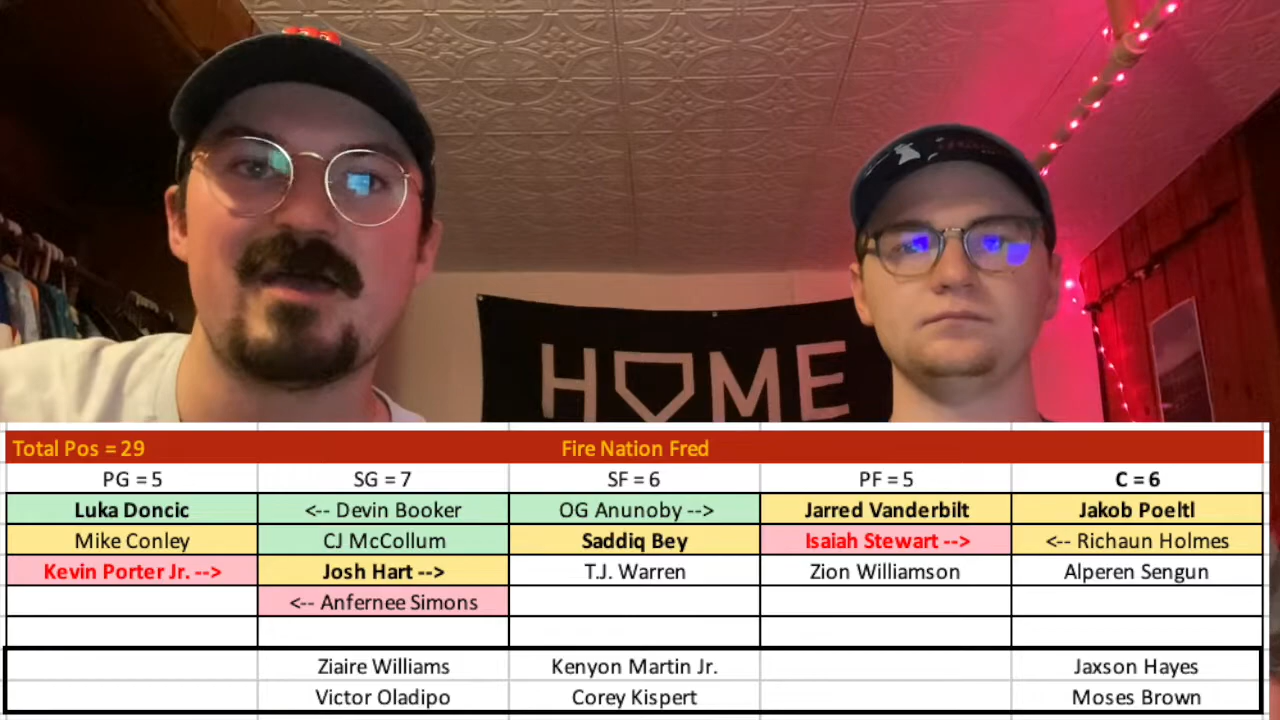 HOME
Total Pos = 29 Fire Nation Fred
PG = 5 SG = 7 SF = 6 PF = 5 C = 6
Luka Doncic <-- Devin Booker OG Anunoby --> Jarred Vanderbilt Jakob Poeltl
Mike Conley CJ McCollum Saddiq Bey Isaiah Stewart --> <-- Richaun Holmes
Kevin Porter Jr. --> Josh Hart --> T.J. Warren Zion Williamson Alperen Sengun
<-- Anfernee Simons
Ziaire Williams Kenyon Martin Jr. Jaxson Hayes
Victor Oladipo Corey Kispert Moses Brown